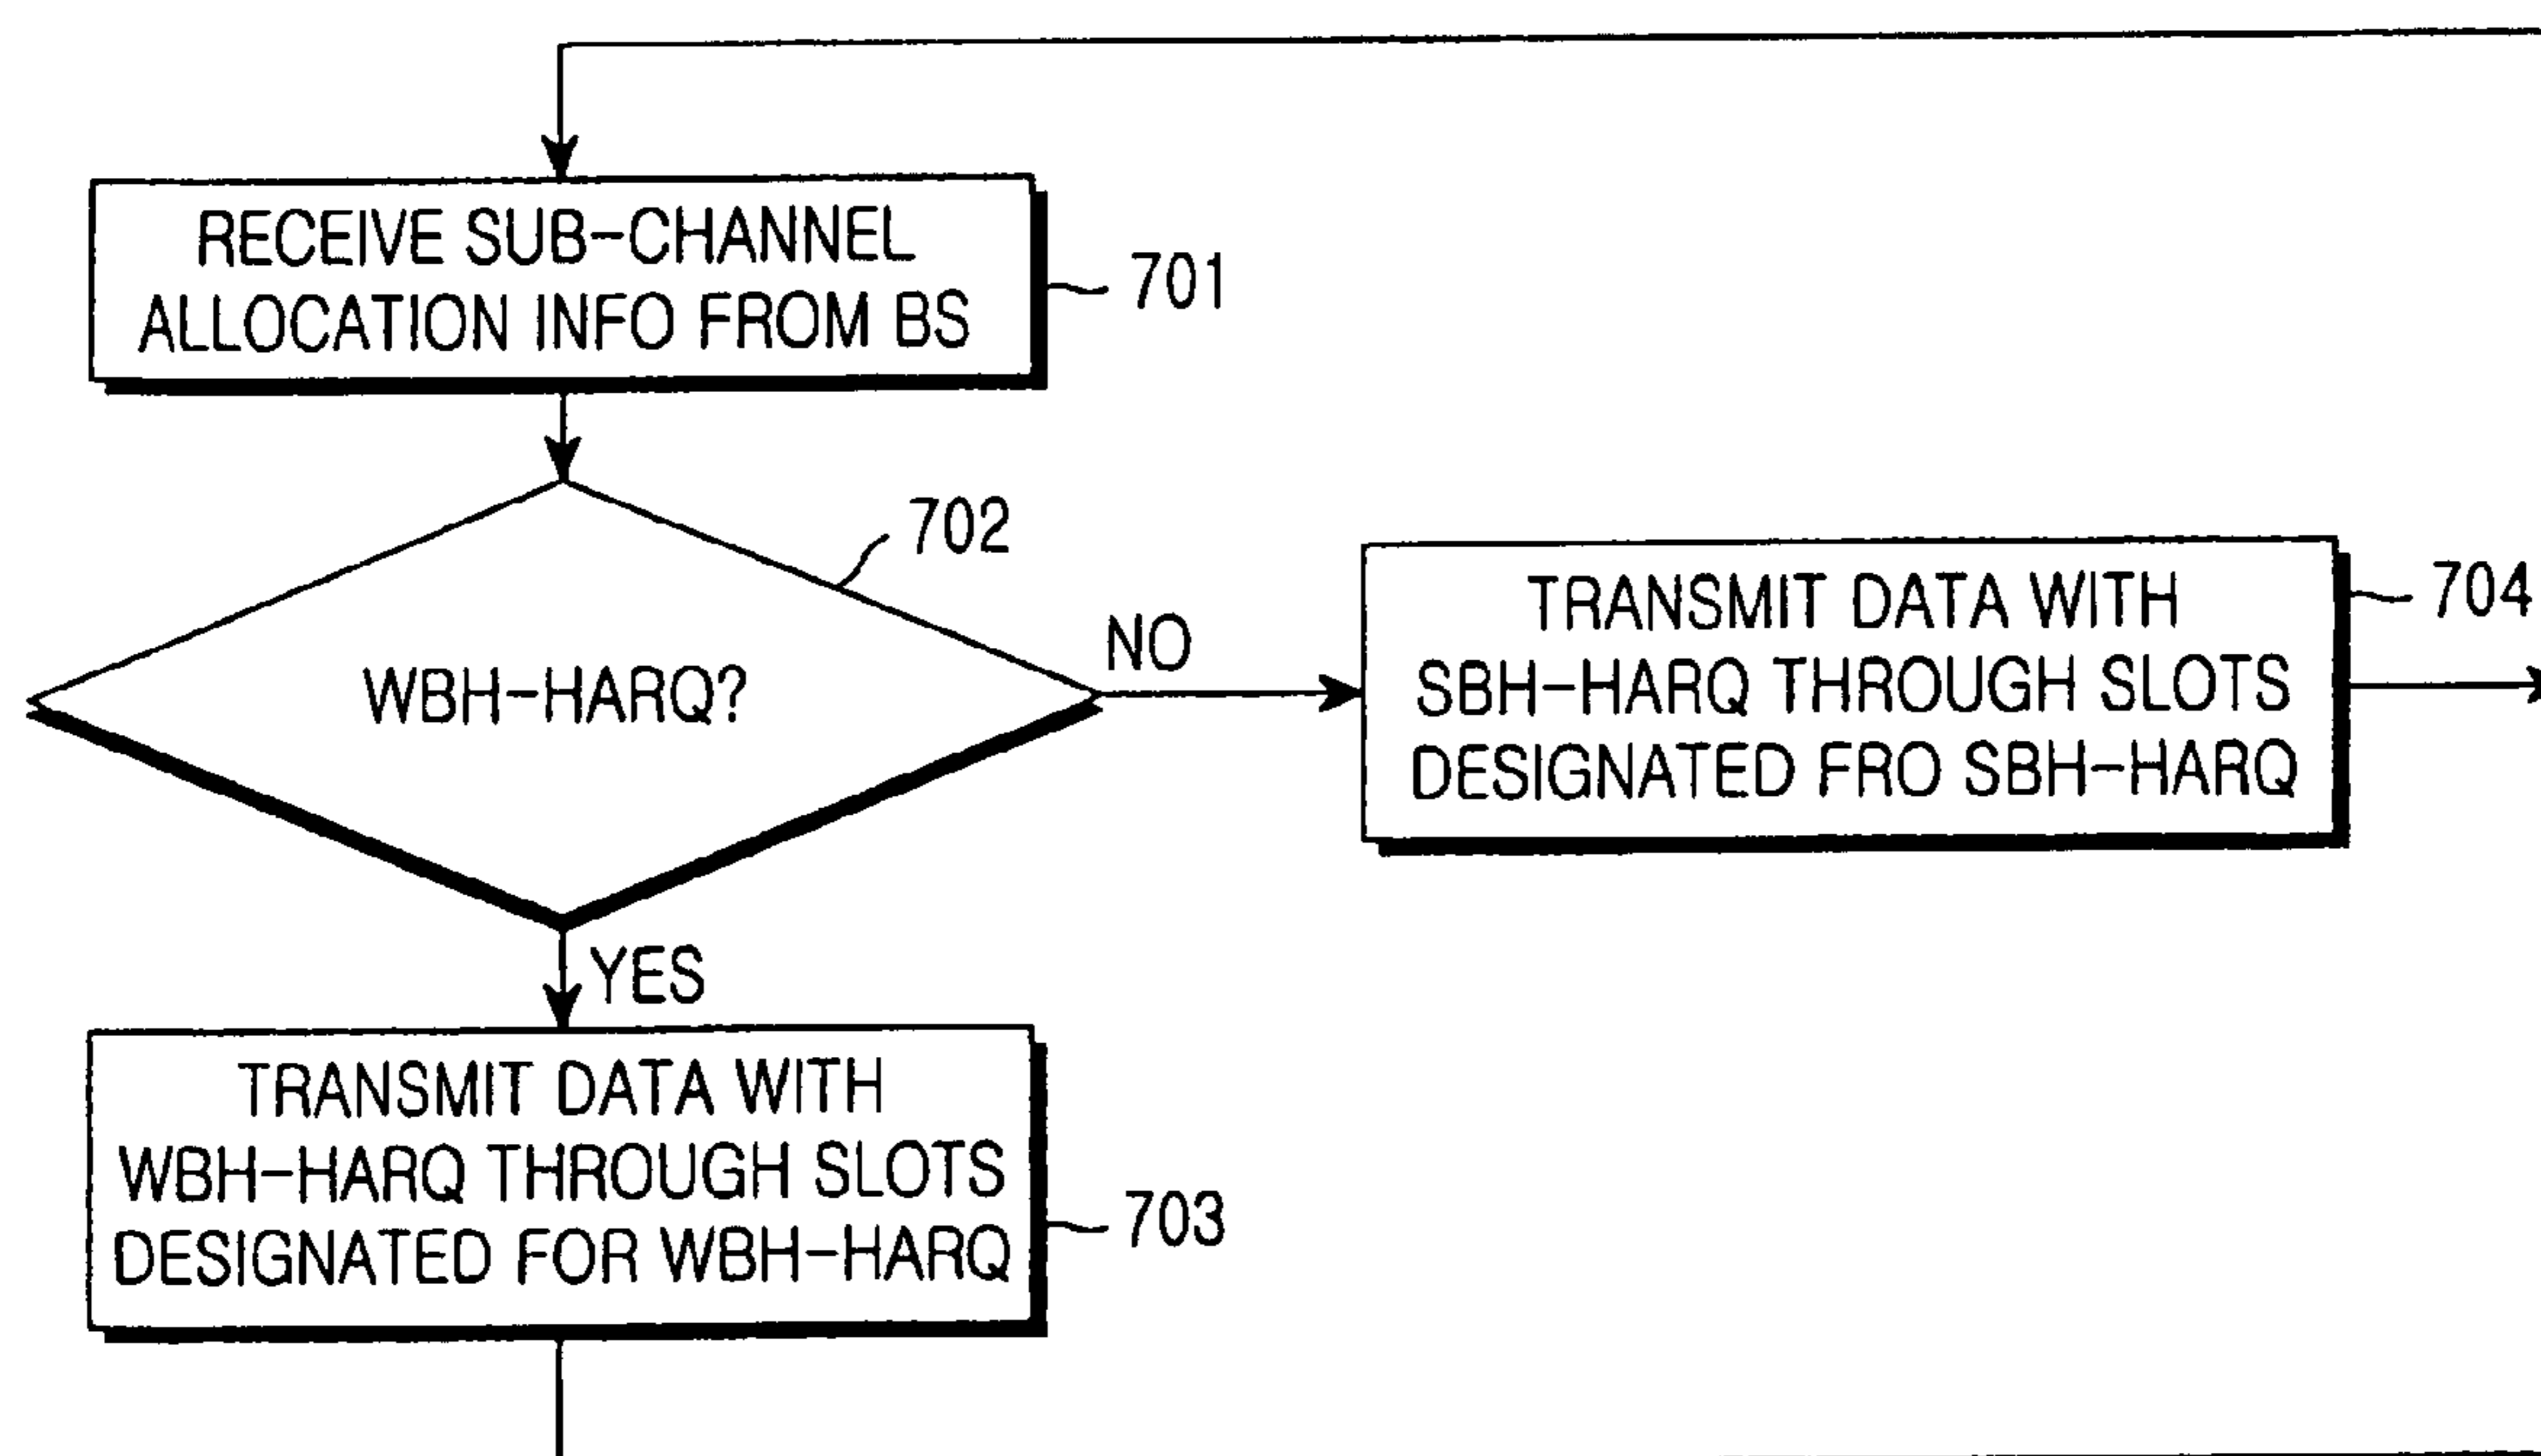 RECEIVE SUB-CHANNEL
ALLOCATION INFO FROM BS
701
702
WBH-HARQ?
NO
TRANSMIT DATA WITH
SBH-HARQ THROUGH SLOTS
DESIGNATED FRO SBH-HARQ
704
YES
TRANSMIT DATA WITH
WBH-HARQ THROUGH SLOTS
DESIGNATED FOR WBH-HARQ
703